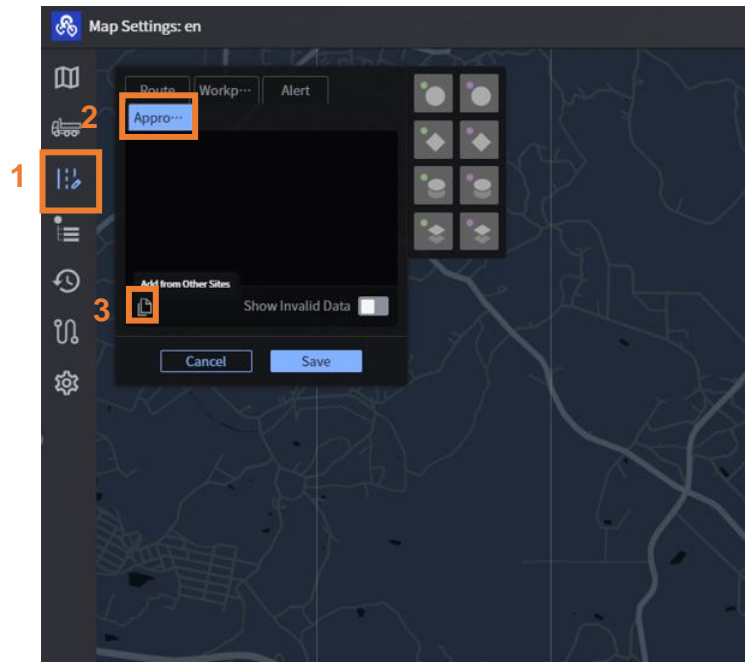 Map Settings: en
Route Workp··· Alert
2
Appro···
1
Add from Other Sites
3
Show Invalid Data
Cancel Save